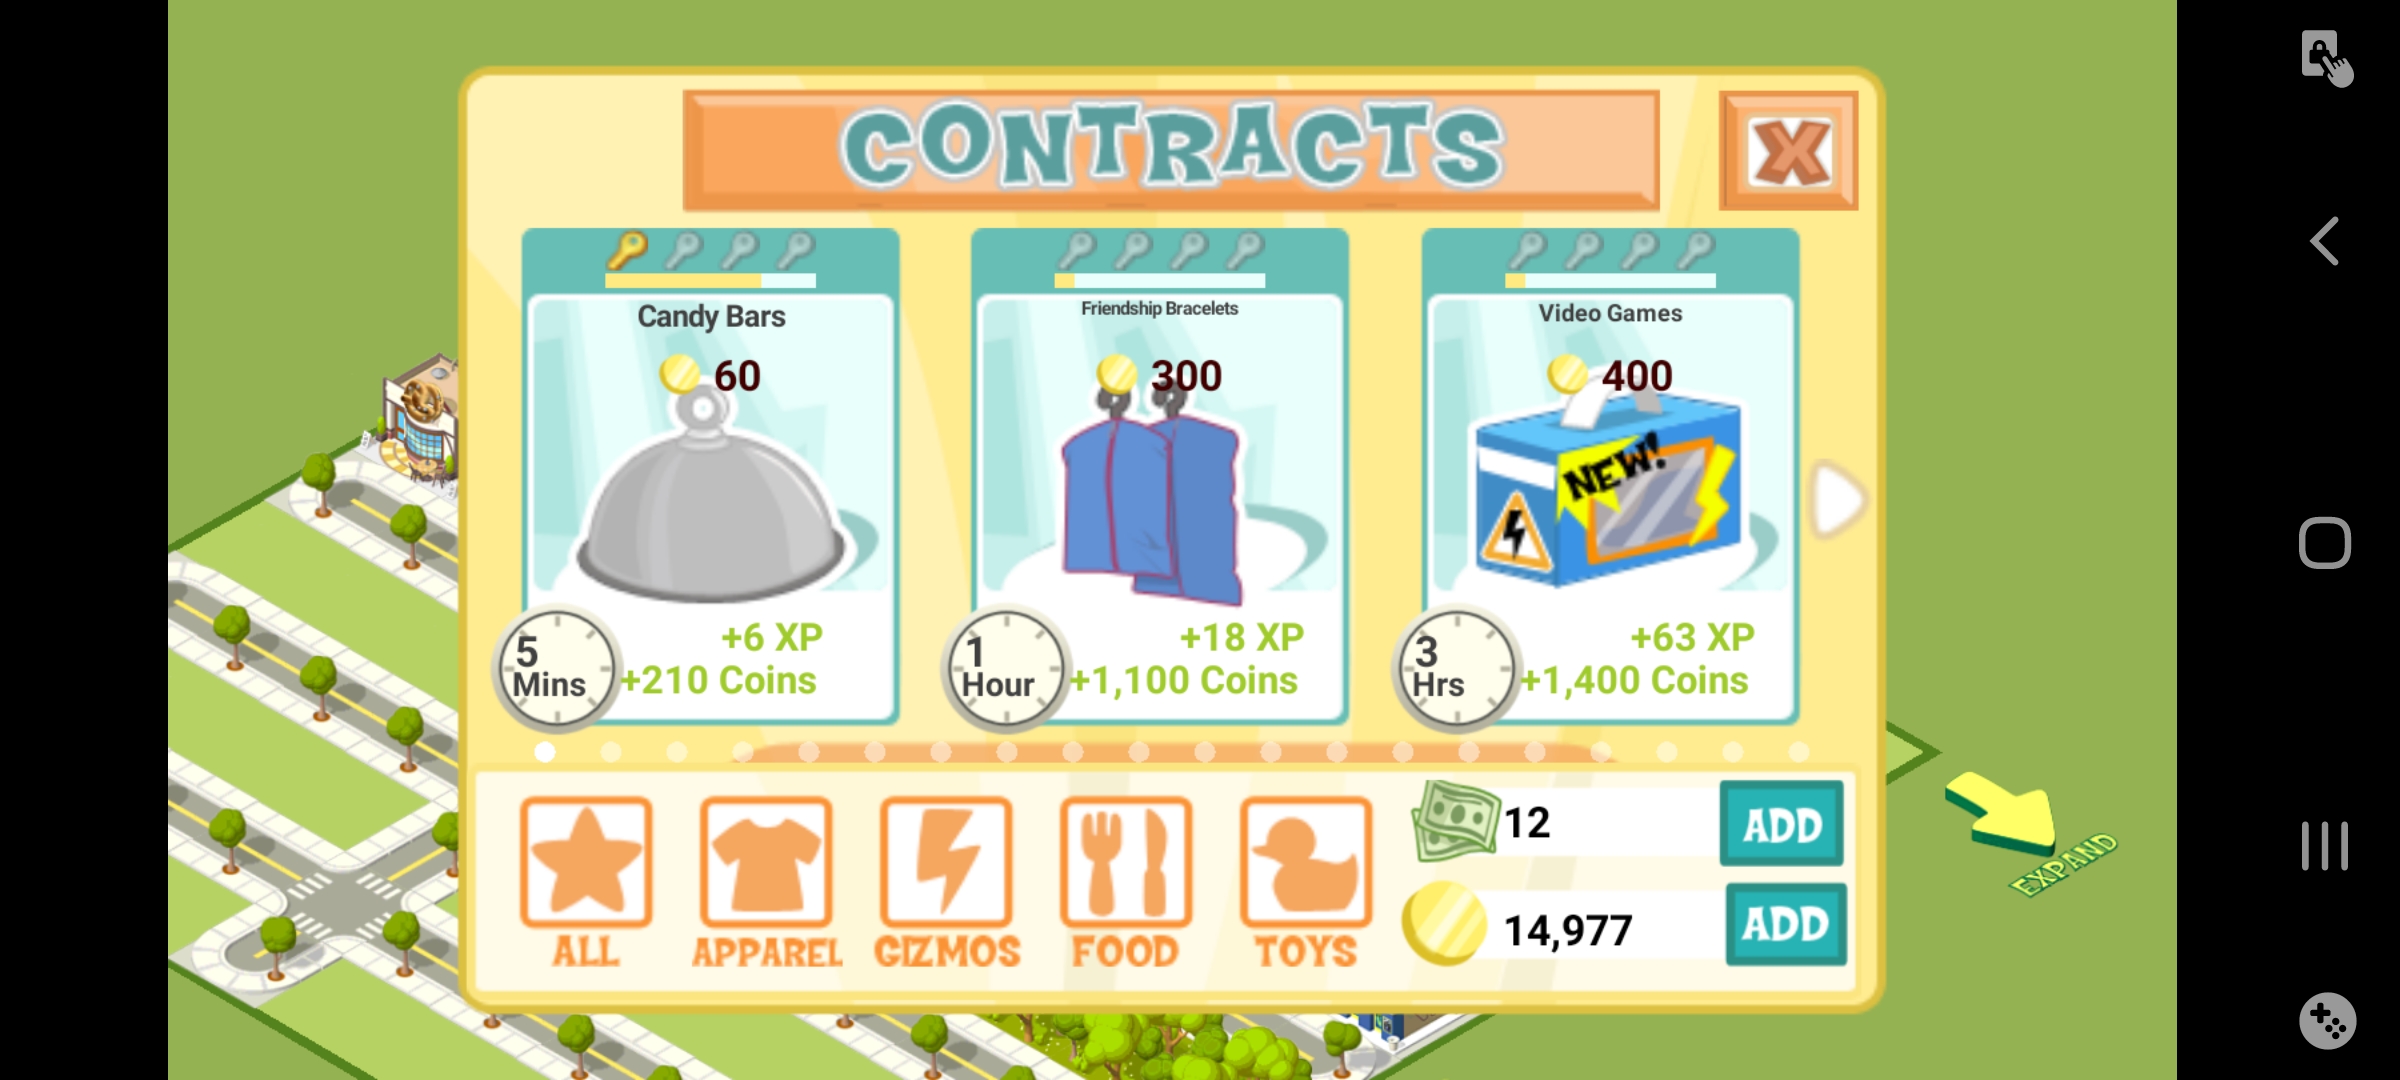 CONTRACTS
X
Candy Bars
60
5
Mins
+6 XP
+210 Coins
Friendship Bracelets
300
1
Hour
+18 XP
+1,100 Coins
Video Games
400
NEW!
3
Hrs
+63 XP
+1,400 Coins
ALL
APPAREL
GIZMOS
FOOD
TOYS
12
ADD
14,977
ADD
EXPAND